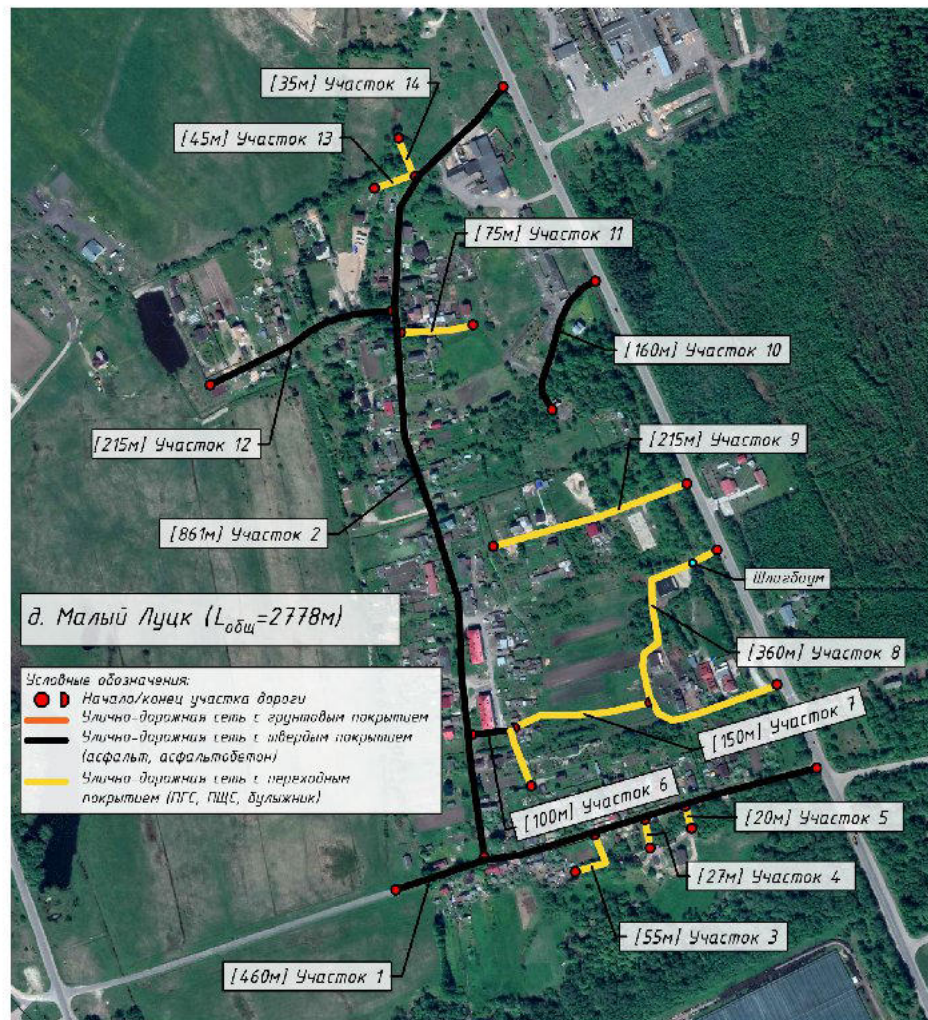 [35м] Участок 14
[45м] Участок 13
[75м] Участок 11
[160м] Участок 10
[215м] Участок 12
[215м] Участок 9
[861м] Участок 2
Шлагбаум
д. Малый Луцк (Lобщ=2778м)
[360м] Участок 8
Условные обозначения:
Начало/конец участка дороги
Улично-дорожная сеть с грунтовым покрытием
Улично-дорожная сеть с твердым покрытием
(асфальт, асфальтобетон)
Улично-дорожная сеть с переходным
покрытием (ПГС, ПЩС, булыжник)
[150м] Участок 7
[100м] Участок 6
[20м] Участок 5
[27м] Участок 4
[55м] Участок 3
[460м] Участок 1